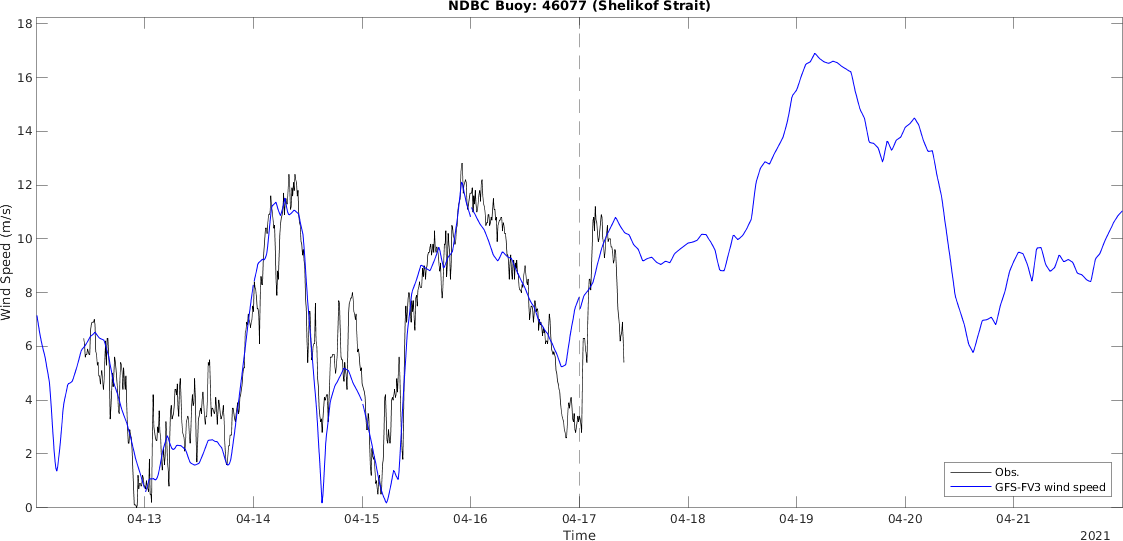 NDBC Buoy: 46077 (Shelikof Strait)
18
16
14
12
10
8
6
4
2
0
Wind Speed (m/s)
04-13 04-14 04-15 04-16 04-17 04-18 04-19 04-20 04-21
Time
2021
Obs.
GFS-FV3 wind speed